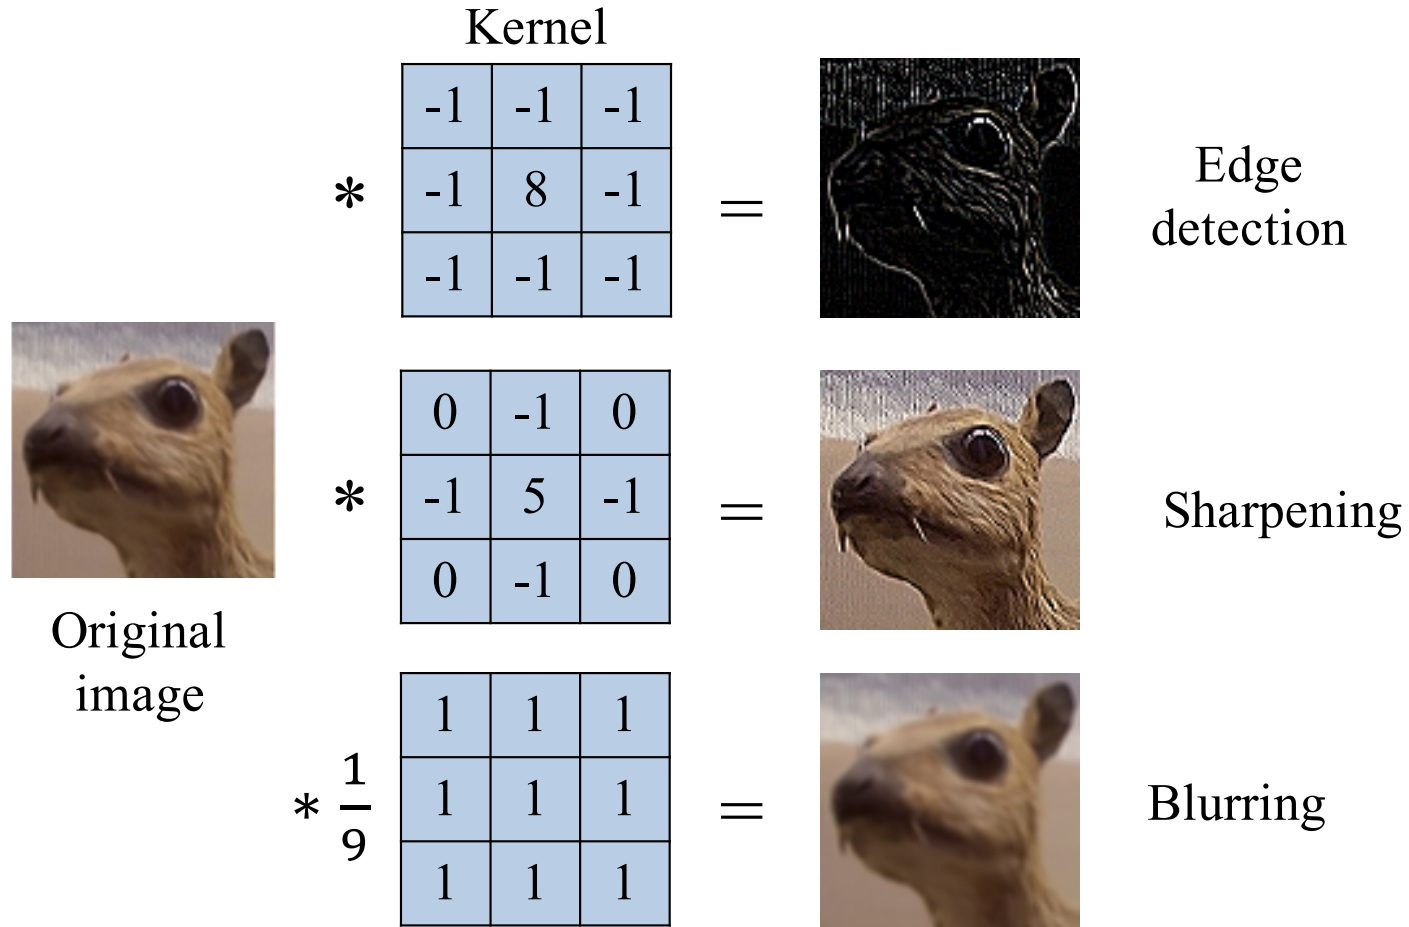 Kernel
-1 -1 -1
* -1 8 -1 =
-1 -1 -1
Edge
detection
0 -1 0
* -1 5 -1 =
0 -1 0
Sharpening
Original
image
1 1 1
* 1/9 1 1 1 =
1 1 1
Blurring